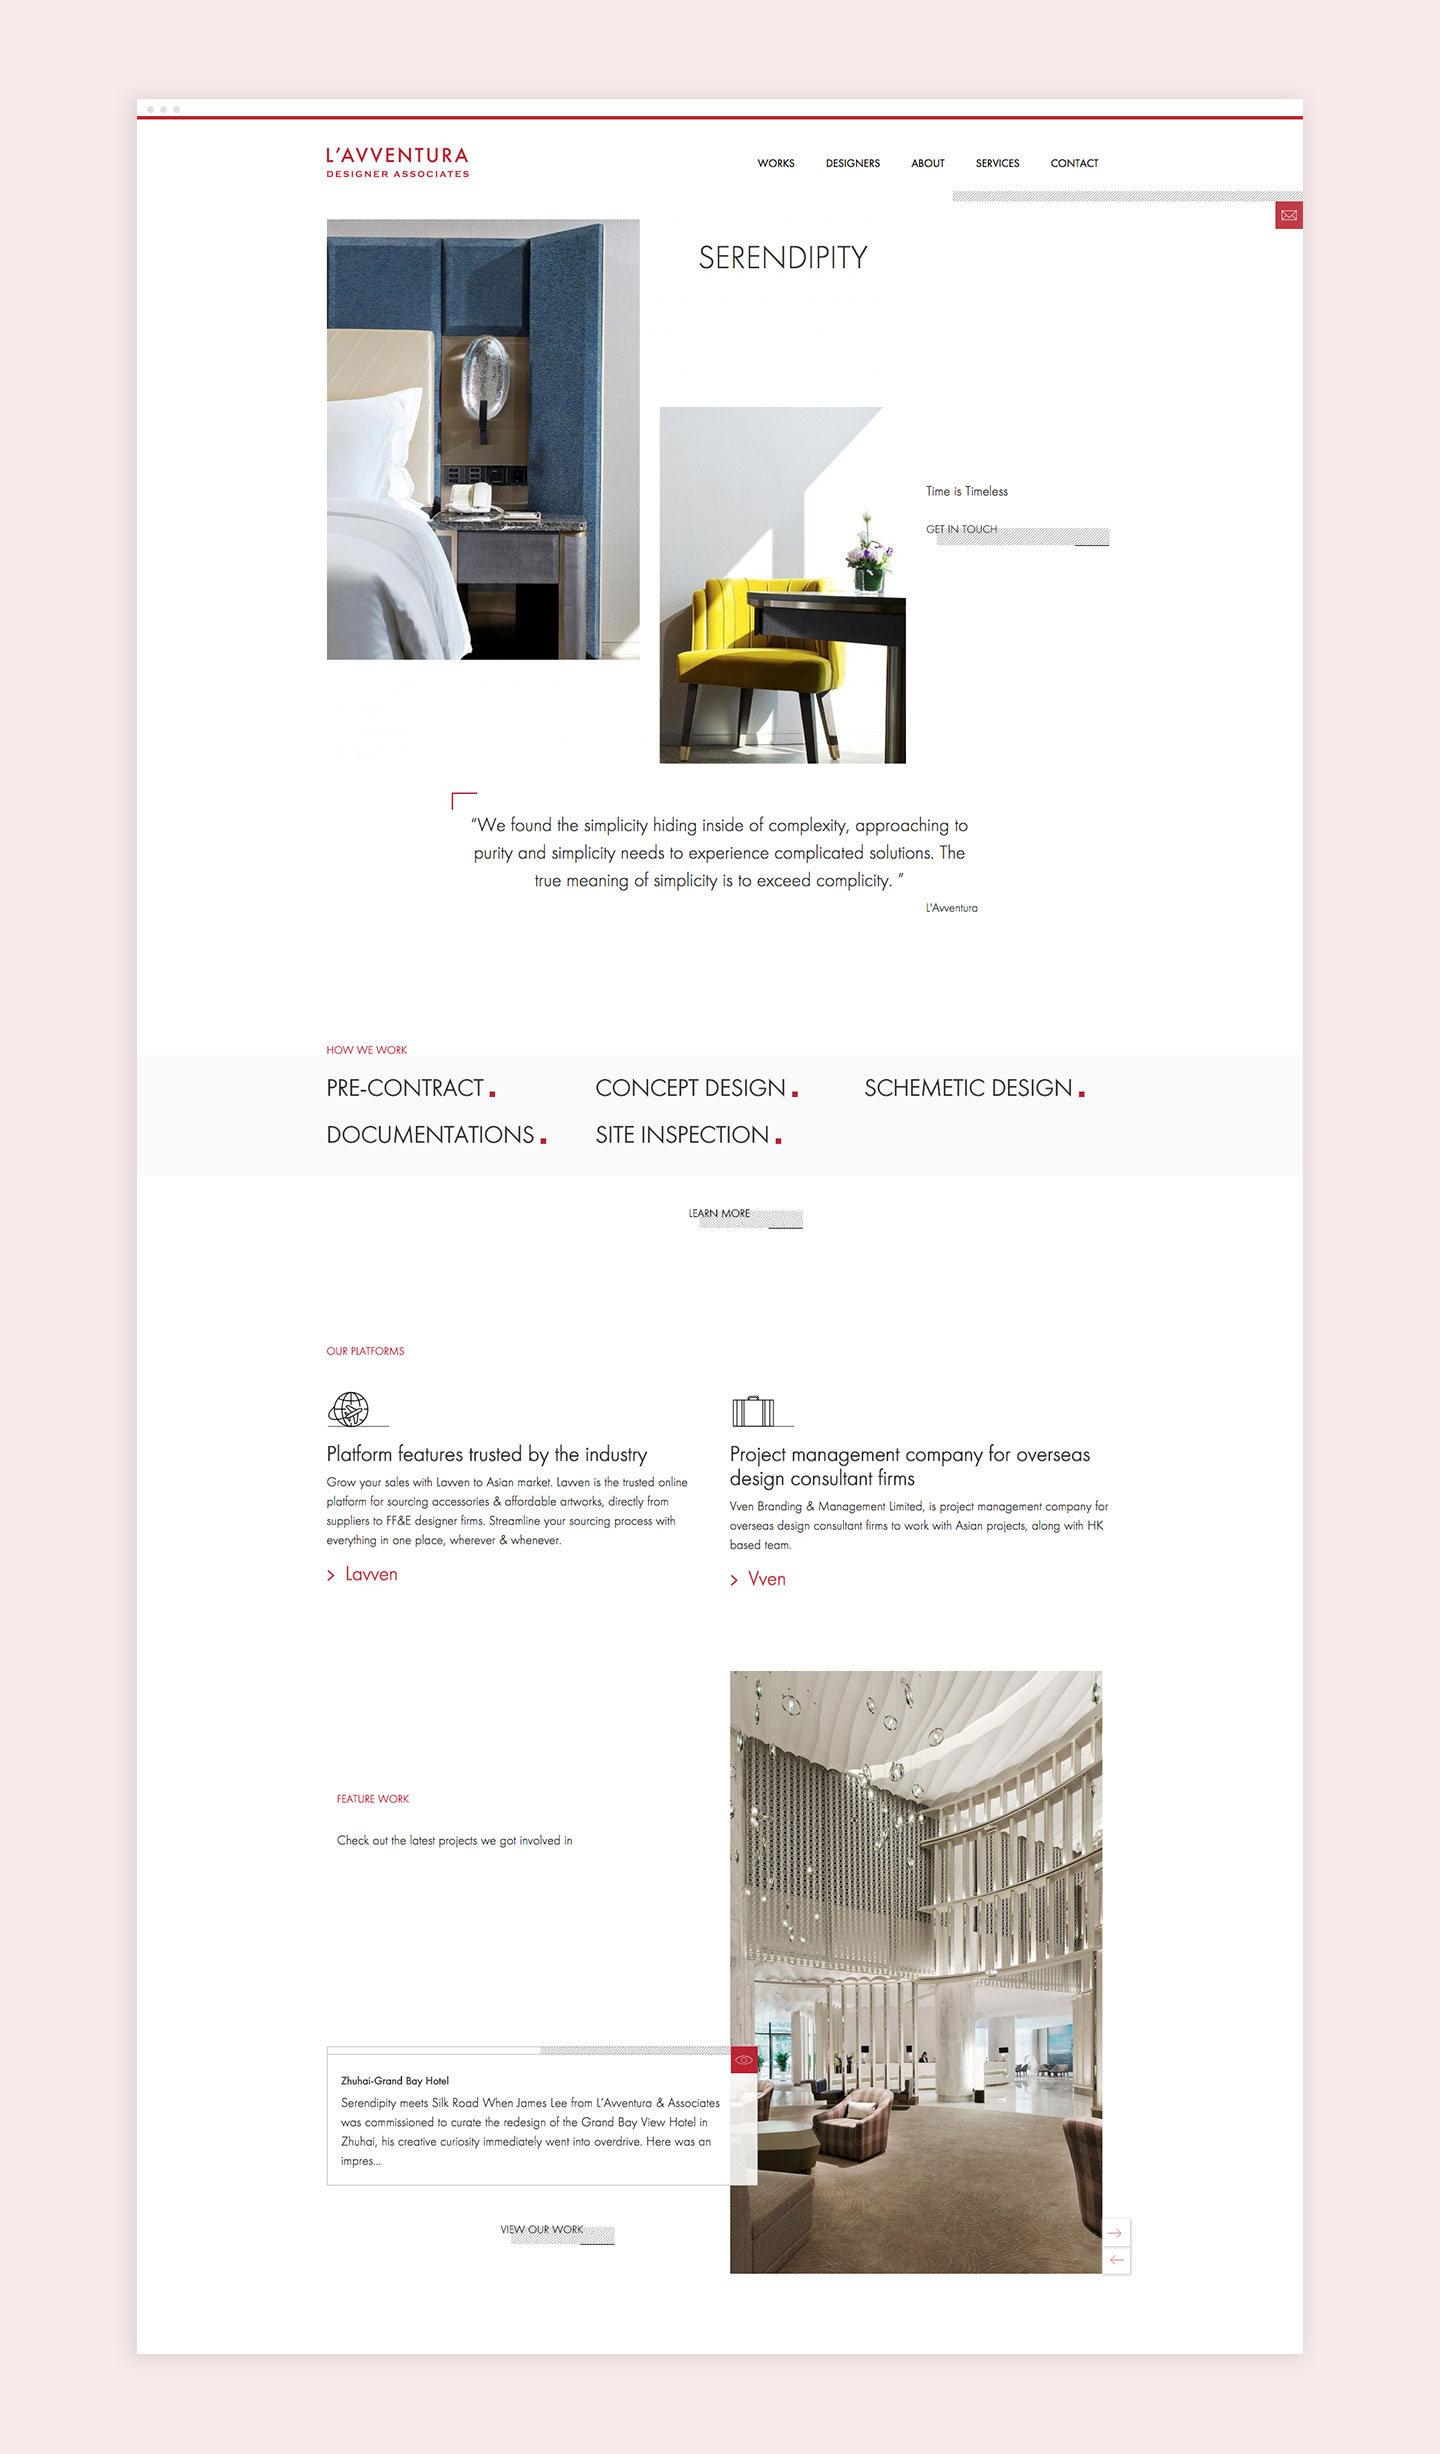 L'AVVENTURA
DESIGNER ASSOCIATES
WORKS DESIGNERS ABOUT SERVICES CONTACT
SERENDIPITY
Time is Timeless
GET IN TOUCH
“We found the simplicity hiding inside of complexity, approaching to
purity and simplicity needs to experience complicated solutions. The
true meaning of simplicity is to exceed complicity. ”
L'Avventura
HOW WE WORK
PRE-CONTRACT CONCEPT DESIGN SCHEMETIC DESIGN
DOCUMENTATIONS SITE INSPECTION
LEARN MORE
OUR PLATFORMS
Platform features trusted by the industry
Grow your sales with Lavven to Asian market. Lavven is the trusted online
platform for sourcing accessories & affordable artworks, directly from
suppliers to FF&E designer firms. Streamline your sourcing process with
everything in one place, wherever & whenever.
> Lavven
Project management company for overseas
design consultant firms
Vven Branding & Management Limited, is project management company for
overseas design consultant firms to work with Asian projects, along with HK
based team.
> Vven
FEATURE WORK
Check out the latest projects we got involved in
Zhuhai-Grand Bay Hotel
Serendipity meets Silk Road When James Lee from L'Avventura & Associates
was commissioned to curate the redesign of the Grand Bay View Hotel in
Zhuhai, his creative curiosity immediately went into overdrive. Here was an
impres...
VIEW OUR WORK